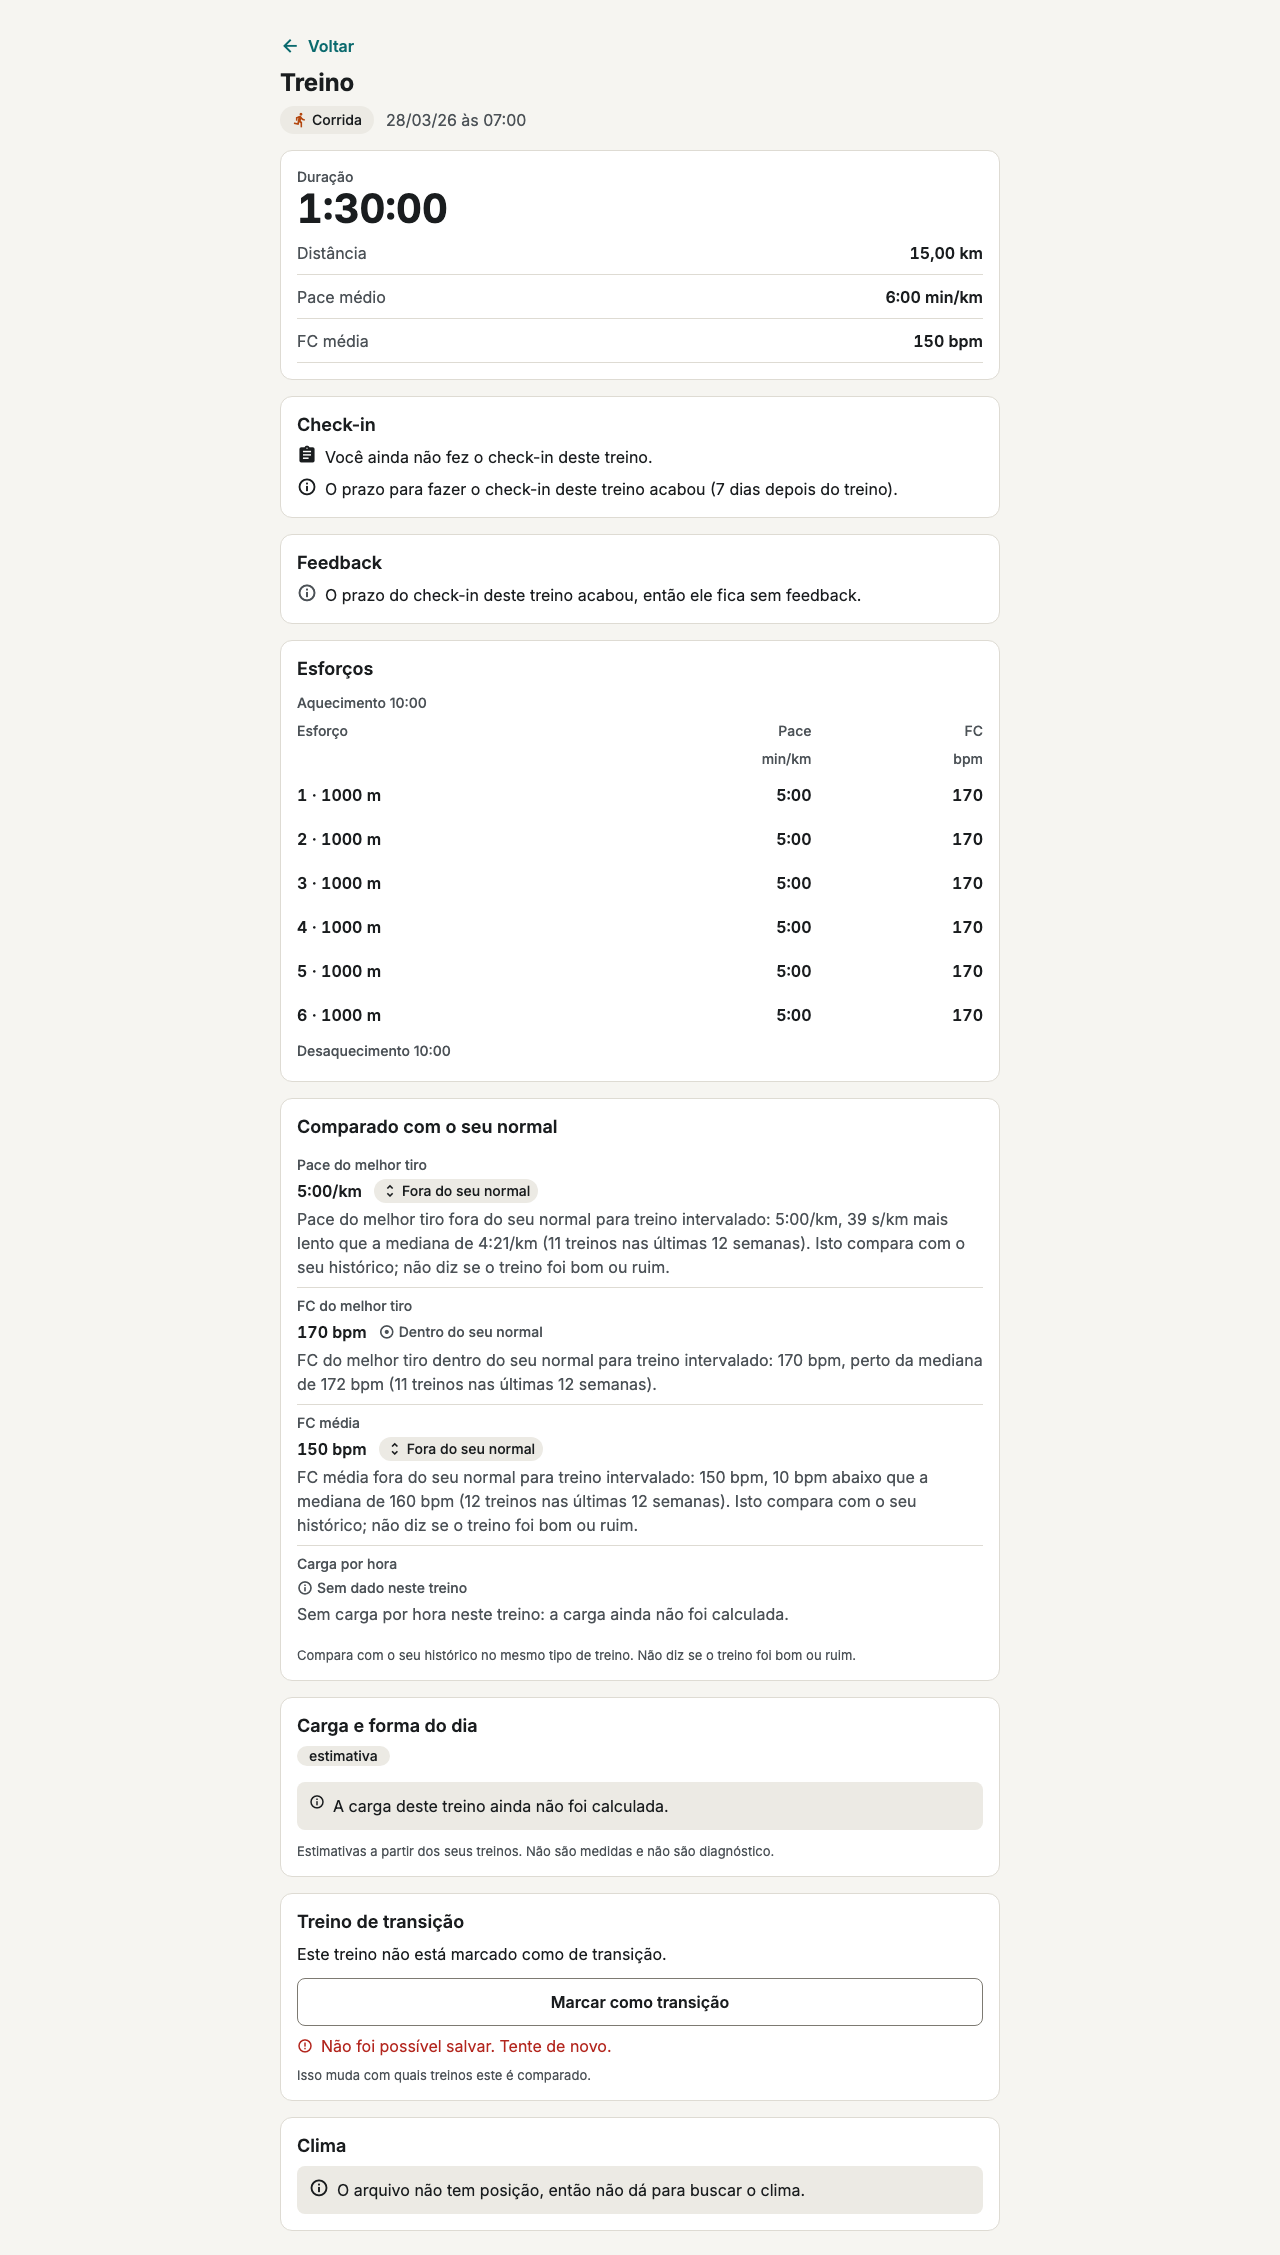 Voltar
Treino
Corrida 28/03/26 às 07:00
Duração
1:30:00
Distância 15,00 km
Pace médio 6:00 min/km
FC média 150 bpm
Check-in
Você ainda não fez o check-in deste treino.
O prazo para fazer o check-in deste treino acabou (7 dias depois do treino).
Feedback
O prazo do check-in deste treino acabou, então ele fica sem feedback.
Esforços
Aquecimento 10:00
Esforço Pace FC
min/km bpm
1 · 1000 m 5:00 170
2 · 1000 m 5:00 170
3 · 1000 m 5:00 170
4 · 1000 m 5:00 170
5 · 1000 m 5:00 170
6 · 1000 m 5:00 170
Desaquecimento 10:00
Comparado com o seu normal
Pace do melhor tiro
5:00/km Fora do seu normal
Pace do melhor tiro fora do seu normal para treino intervalado: 5:00/km, 39 s/km mais
lento que a mediana de 4:21/km (11 treinos nas últimas 12 semanas). Isto compara com o
seu histórico; não diz se o treino foi bom ou ruim.
FC do melhor tiro
170 bpm Dentro do seu normal
FC do melhor tiro dentro do seu normal para treino intervalado: 170 bpm, perto da mediana
de 172 bpm (11 treinos nas últimas 12 semanas).
FC média
150 bpm Fora do seu normal
FC média fora do seu normal para treino intervalado: 150 bpm, 10 bpm abaixo que a
mediana de 160 bpm (12 treinos nas últimas 12 semanas). Isto compara com o seu
histórico; não diz se o treino foi bom ou ruim.
Carga por hora
Sem dado neste treino
Sem carga por hora neste treino: a carga ainda não foi calculada.
Compara com o seu histórico no mesmo tipo de treino. Não diz se o treino foi bom ou ruim.
Carga e forma do dia
estimativa
A carga deste treino ainda não foi calculada.
Estimativas a partir dos seus treinos. Não são medidas e não são diagnóstico.
Treino de transição
Este treino não está marcado como de transição.
Marcar como transição
Não foi possível salvar. Tente de novo.
Isso muda com quais treinos este é comparado.
Clima
O arquivo não tem posição, então não dá para buscar o clima.